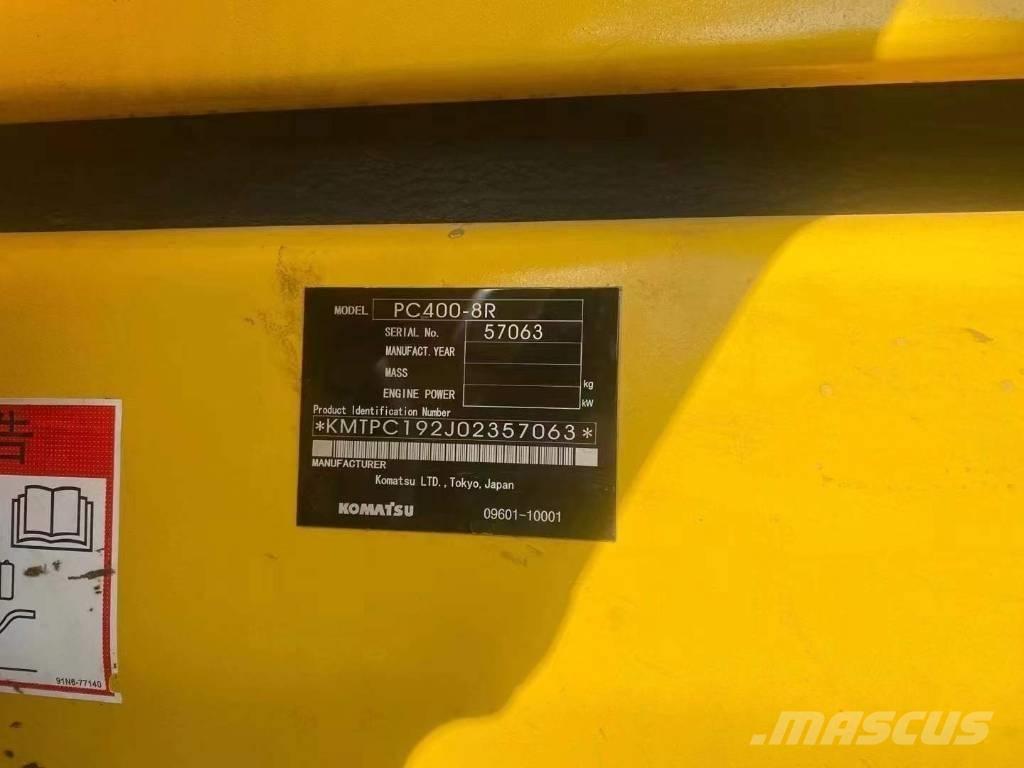 MODEL PC400-8R
SERIAL No. 57063
MANUFACT. YEAR
MASS kg
ENGINE POWER kW
Product Identification Number
*KMTPC192J02357063*
MANUFACTURER
Komatsu LTD.,Tokyo,Japan
KOMATSU 09601-10001
告
91N6-77140
MASCUS